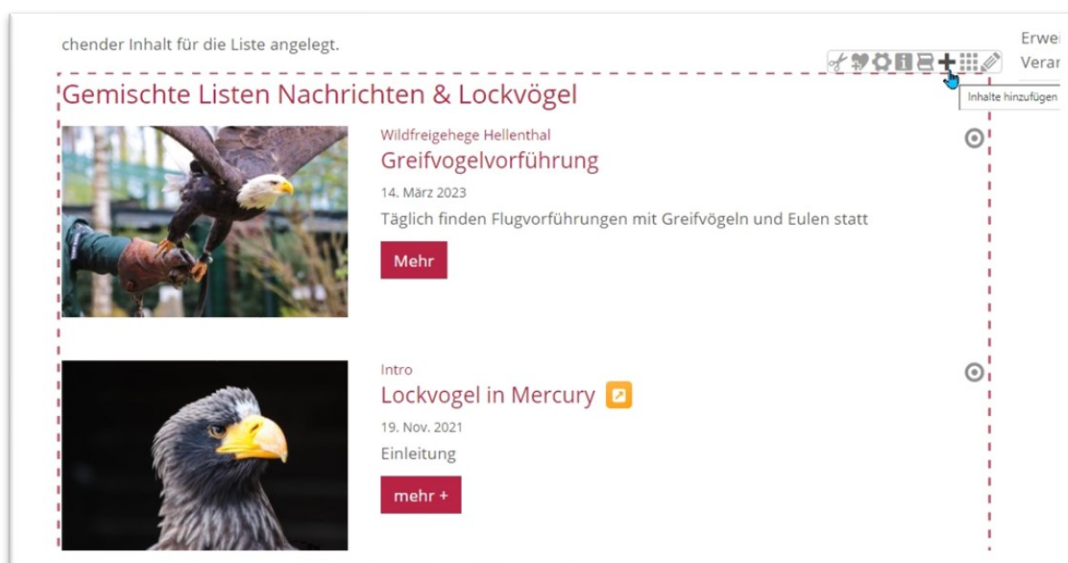 chender Inhalt für die Liste angelegt.
Erwei
Veran
Inhalte hinzufügen
Gemischte Listen Nachrichten & Lockvögel
Wildfreigehege Hellenthal
Greifvogelvorführung
14. März 2023
Täglich finden Flugvorführungen mit Greifvögeln und Eulen statt
Mehr
Intro
Lockvogel in Mercury
19. Nov. 2021
Einleitung
mehr +